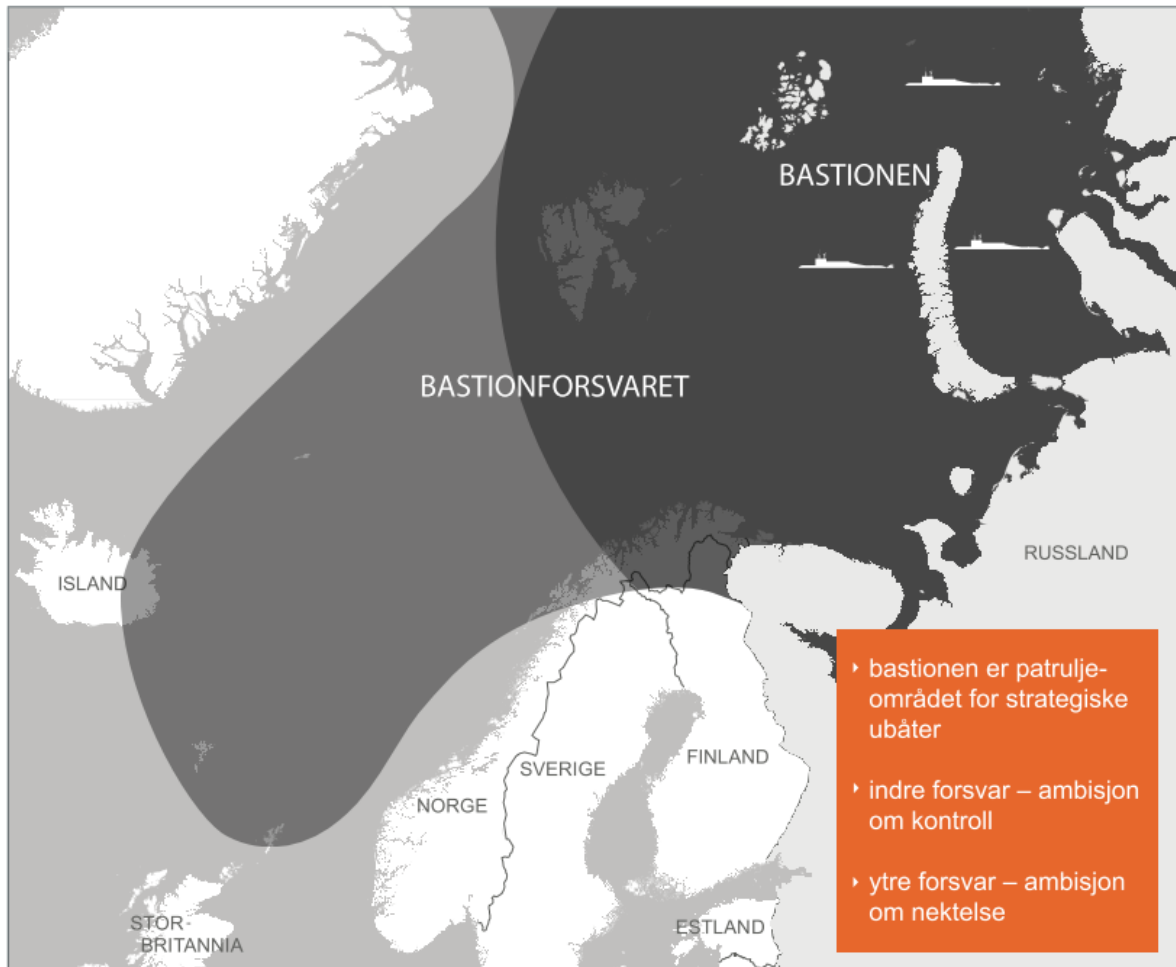 BASTIONEN
BASTIONFORSVARET
ISLAND
RUSSLAND
SVERIGE
FINLAND
NORGE
STOR-
BRITANNIA
ESTLAND
‣ bastionen er patrulje-
området for strategiske
ubåter
‣ indre forsvar – ambisjon
om kontroll
‣ ytre forsvar – ambisjon
om nektelse